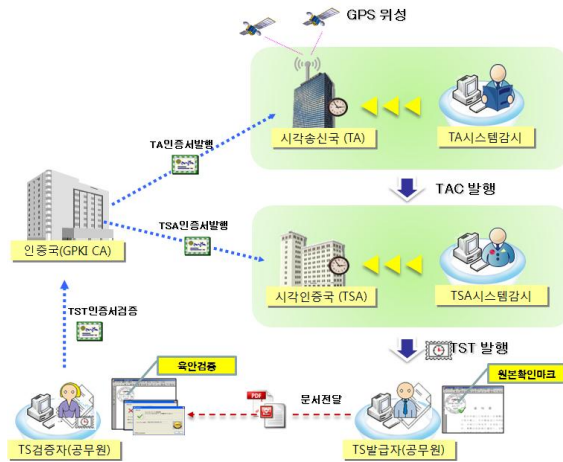 GPS 위성
시각송신국 (TA)
TA시스템감시
TA인증서발행
TAC 발행
TSA인증서발행
인증국(GPKI CA)
시각인증국 (TSA)
TSA시스템감시
TST인증서검증
TST 발행
육안검증
원본확인마크
PDF
문서전달
TS검증자(공무원)
TS발급자(공무원)